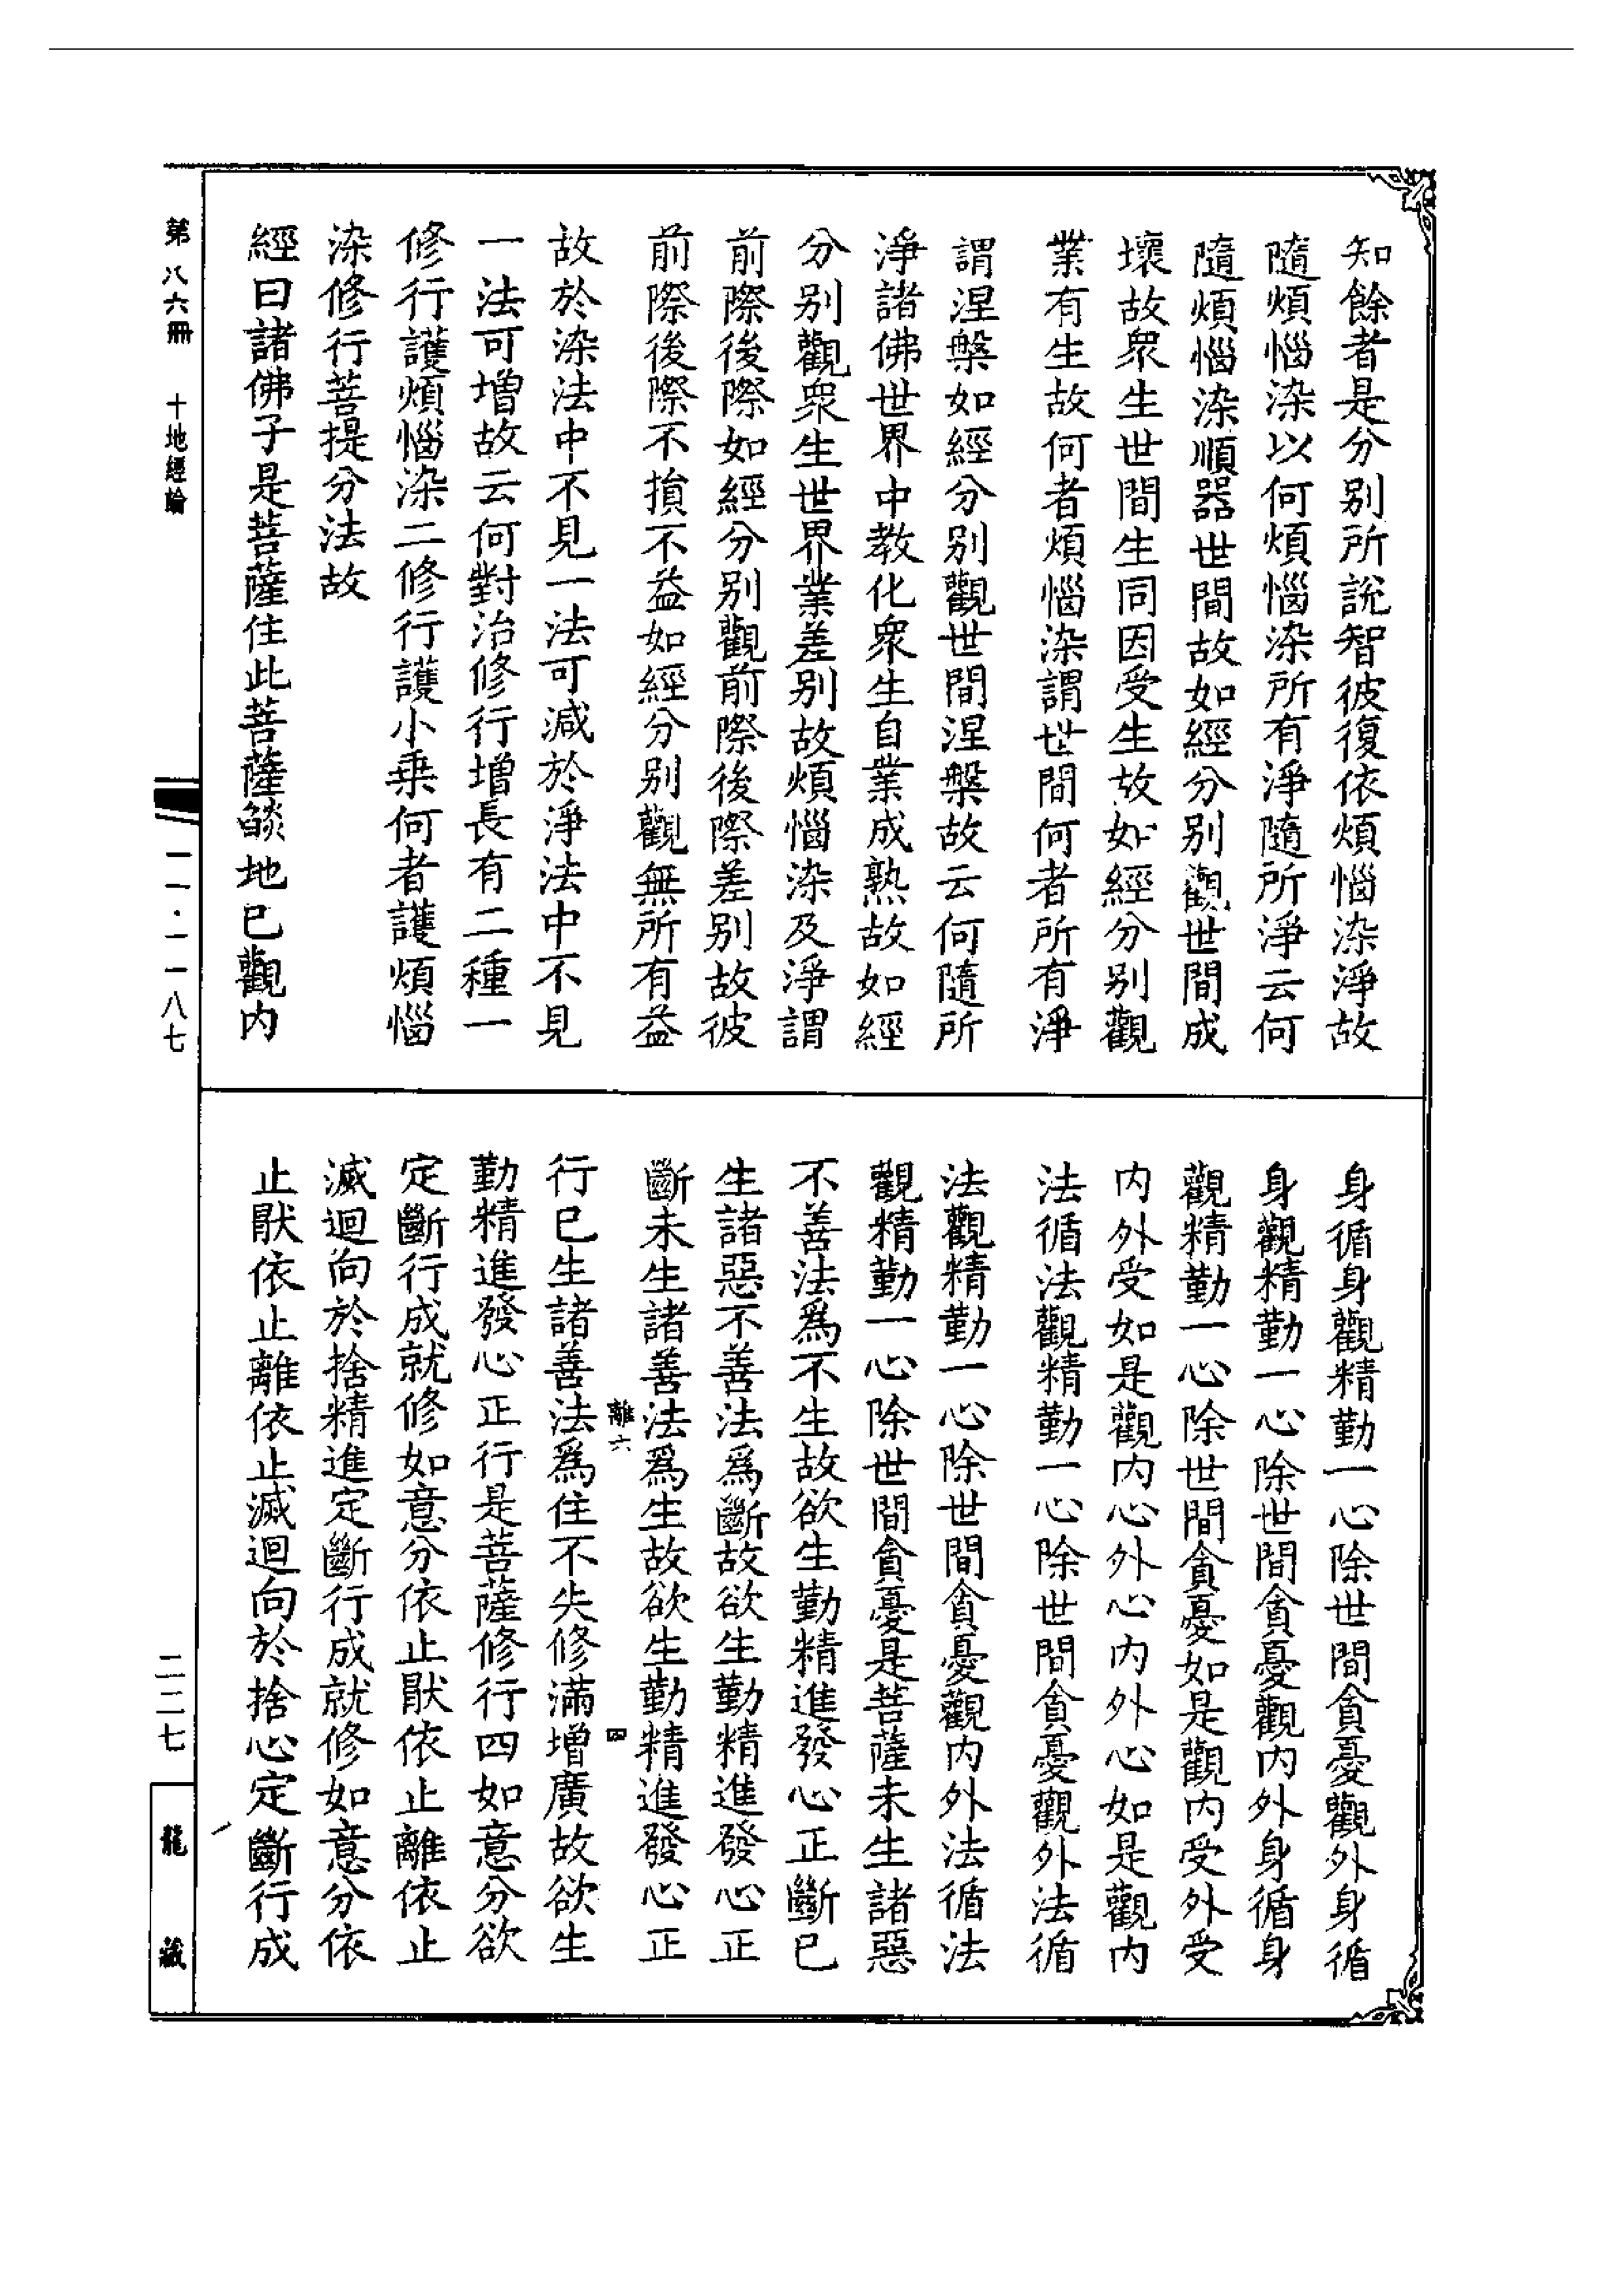 知餘者是分別所說智彼復依煩惱染淨故
隨煩惱染以何煩惱染所有淨隨所淨云何
隨煩惱染順器世間故如經分別觀世間成
壞故眾生世間生同因受生故如經分別觀
業有生故何者煩惱染謂世間何者所有淨
謂涅槃如經分別觀世間涅槃故云何隨所
淨諸佛世界中教化眾生自業成熟故如經
分別觀眾生世界業差別故煩惱染及淨謂
前際後際如經分別觀前際後際差別故彼
前際後際不損不益如經分別觀無所有益
故於染法中不見一法可減於淨法中不見
一法可增故云何對治修行增長有二種一
修行護煩惱染二修行護小乗何者護煩惱
染修行菩提分法故
經曰諸佛子是菩薩住此菩薩燄地已觀内
身循身觀精勤一心除世間貪憂觀外身循
身觀精勤一心除世間貪憂觀内外身循身
觀精勤一心除世間貪憂如是觀内受外受
内外受如是觀内心外心内外心如是觀内
法循法觀精勤一心除世間貪憂觀外法循
法觀精勤一心除世間貪憂觀内外法循法
觀精勤一心除世間貪憂是菩薩未生諸惡
不善法爲不生故欲生勤精進發心正斷已
生諸惡不善法爲斷故欲生勤精進發心正
斷未生諸善法爲生故欲生勤精進發心正
離六 四
行已生諸善法爲住不失修滿增廣故欲生
勤精進發心正行是菩薩修行四如意分欲
定斷行成就修如意分依止猒依止離依止
滅迴向於捨精進定斷行成就修如意分依
止猒依止離依止滅迴向於捨心定斷行成
第八六冊 十地經論
一一·一一八七
二二七
龍藏